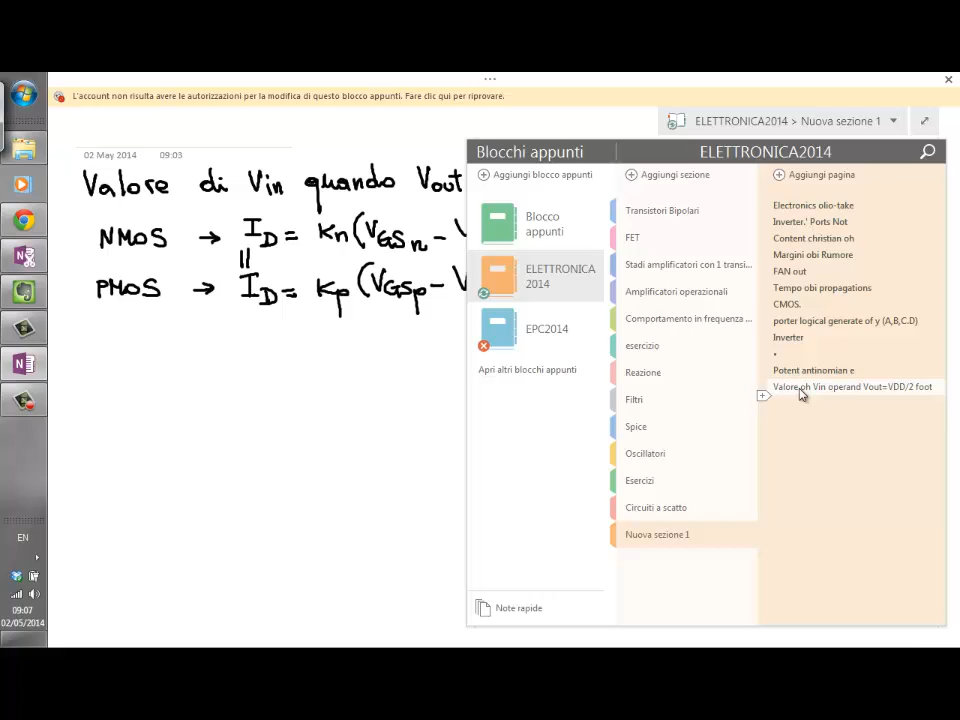 L'account non risulta avere le autorizzazioni per la modifica di questo blocco appunti. Fare clic qui per riprovare.
ELETTRONICA2014 > Nuova sezione 1
02 May 2014 09:03
Valore di Vin quando Vout
NMOS → ID = Kn(VGSn - V
||
PMOS → ID = Kp(VGSp - V
Blocchi appunti
ELETTRONICA2014
Aggiungi blocco appunti
Blocco appunti
ELETTRONICA 2014
EPC2014
Apri altri blocchi appunti
Note rapide
Aggiungi sezione
Transistori Bipolari
FET
Stadi amplificatori con 1 transi...
Amplificatori operazionali
Comportamento in frequenza ...
esercizio
Reazione
Filtri
Spice
Oscillatori
Esercizi
Circuiti a scatto
Nuova sezione 1
Aggiungi pagina
Electronics olio-take
Inverter.' Ports Not
Content christian oh
Margini obi Rumore
FAN out
Tempo obi propagations
CMOS.
porter logical generate of y (A,B,C.D)
Inverter
•
Potent antinomian e
Valore oh Vin operand Vout=VDD/2 foot
EN
09:07
02/05/2014